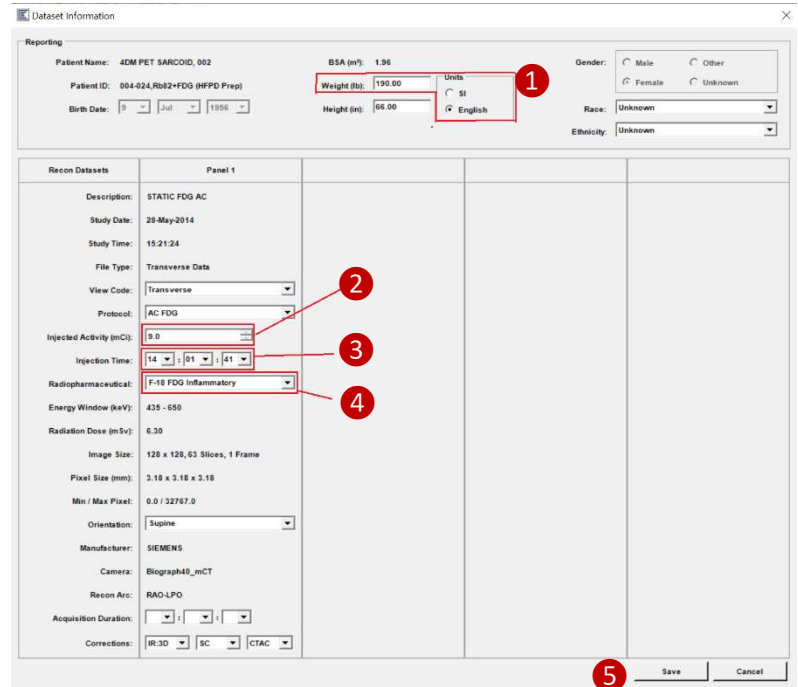 Dataset Information
Reporting
Patient Name: 4DM PET SARCOID, 002 BSA (m²): 1.96 Gender: Male Other
Patient ID: 004-024,Rb82+FDG (HFPD Prep) Weight (lb): 190.00 Units SI 1 Female Unknown
Birth Date: 9 Jul 1956 Height (in): 66.00 English Race: Unknown
Ethnicity: Unknown
Recon Datasets Panel 1
Description: STATIC FDG AC
Study Date: 28-May-2014
Study Time: 15:21:24
File Type: Transverse Data
View Code: Transverse 2
Protocol: AC FDG
Injected Activity (mCi): 9.0
Injection Time: 14 : 01 : 41 3
Radiopharmaceutical: F-18 FDG Inflammatory
Energy Window (keV): 435 - 650 4
Radiation Dose (mSv): 6.30
Image Size: 128 x 128, 63 Slices, 1 Frame
Pixel Size (mm): 3.18 x 3.18 x 3.18
Min / Max Pixel: 0.0 / 32767.0
Orientation: Supine
Manufacturer: SIEMENS
Camera: Biograph40_mCT
Recon Arc: RAO-LPO
Acquisition Duration: : :
Corrections: IR:3D SC CTAC
5 Save Cancel